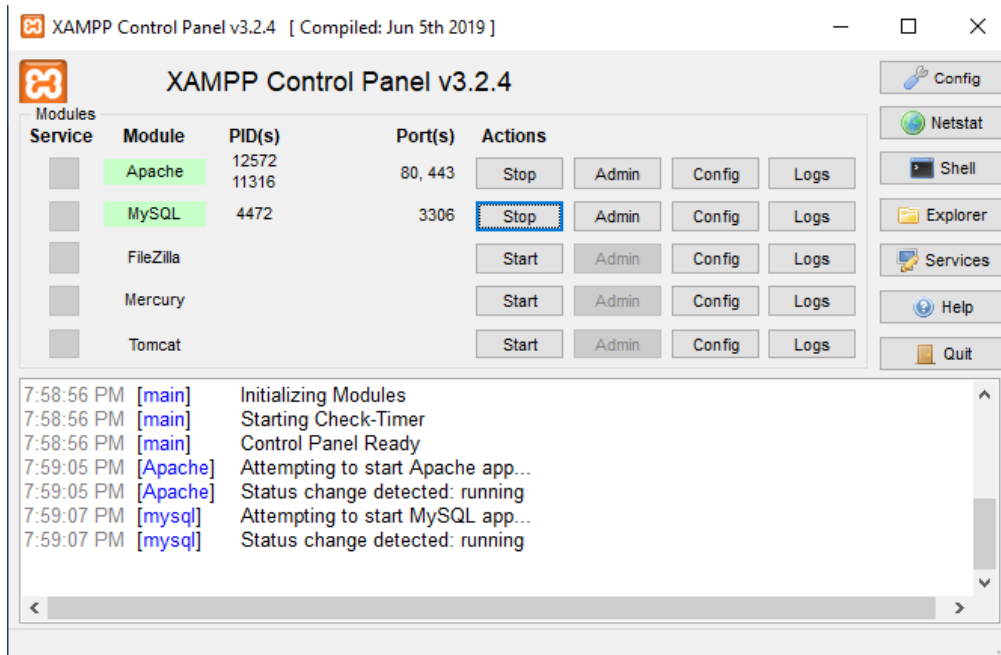 XAMPP Control Panel v3.2.4 [ Compiled: Jun 5th 2019 ]
XAMPP Control Panel v3.2.4
Config
Modules
Service Module PID(s) Port(s) Actions
Netstat
Apache 12572 11316 80, 443 Stop Admin Config Logs
Shell
MySQL 4472 3306 Stop Admin Config Logs
Explorer
FileZilla Start Admin Config Logs
Services
Mercury Start Admin Config Logs
Help
Tomcat Start Admin Config Logs
Quit
7:58:56 PM [main] Initializing Modules
7:58:56 PM [main] Starting Check-Timer
7:58:56 PM [main] Control Panel Ready
7:59:05 PM [Apache] Attempting to start Apache app...
7:59:05 PM [Apache] Status change detected: running
7:59:07 PM [mysql] Attempting to start MySQL app...
7:59:07 PM [mysql] Status change detected: running